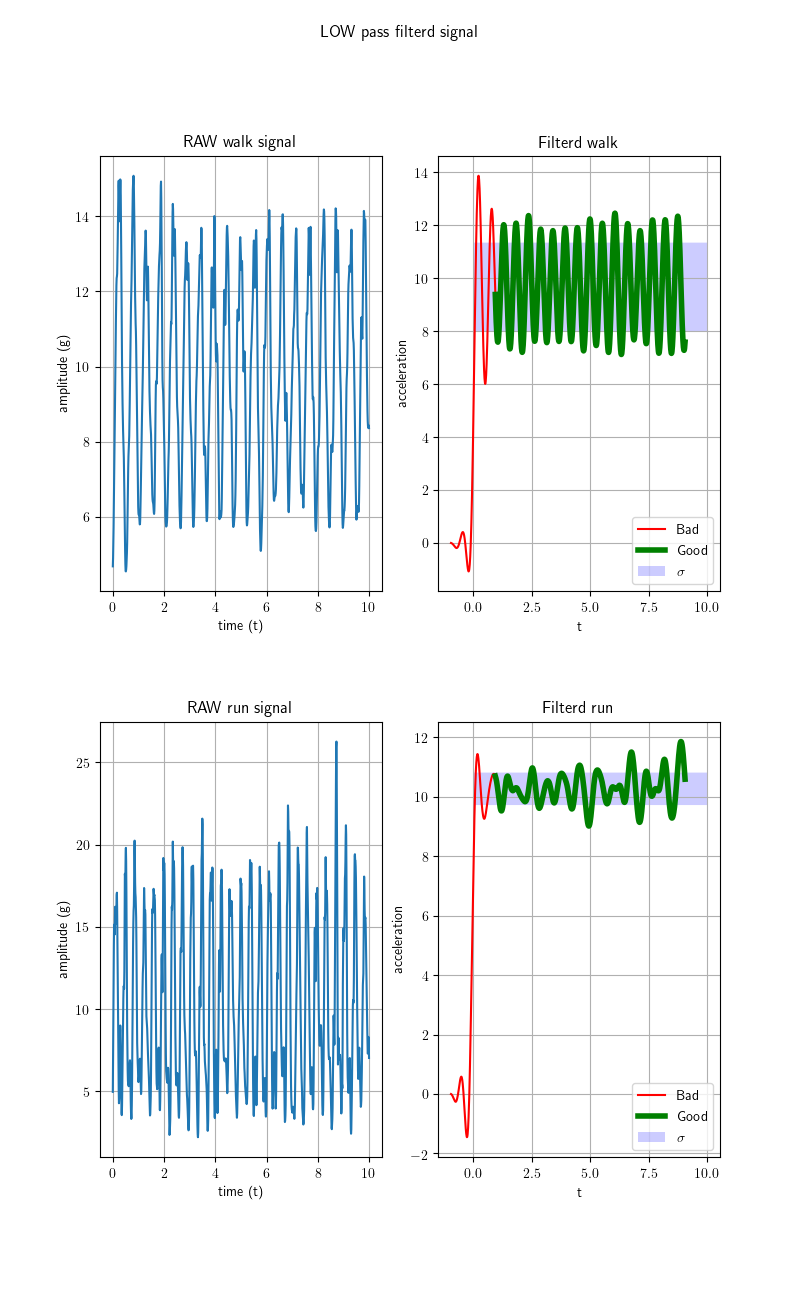 LOW pass filterd signal
RAW walk signal
Filterd walk
14
12
10
8
6
amplitude (g)
0 2 4 6 8 10
time (t)
14
12
10
8
6
4
2
0
acceleration
0.0 2.5 5.0 7.5 10.0
t
Bad
Good
σ
RAW run signal
Filterd run
25
20
15
10
5
amplitude (g)
0 2 4 6 8 10
time (t)
12
10
8
6
4
2
0
−2
acceleration
0.0 2.5 5.0 7.5 10.0
t
Bad
Good
σ